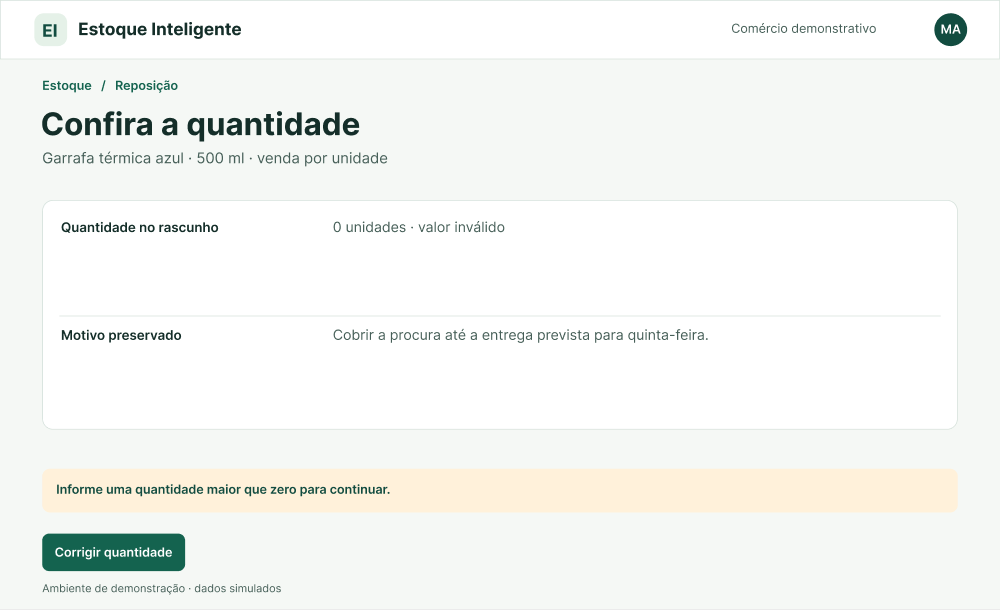 EI Estoque Inteligente
Comércio demonstrativo
MA
Estoque / Reposição
Confira a quantidade
Garrafa térmica azul · 500 ml · venda por unidade
Quantidade no rascunho
0 unidades · valor inválido
Motivo preservado
Cobrir a procura até a entrega prevista para quinta-feira.
Informe uma quantidade maior que zero para continuar.
Corrigir quantidade
Ambiente de demonstração · dados simulados